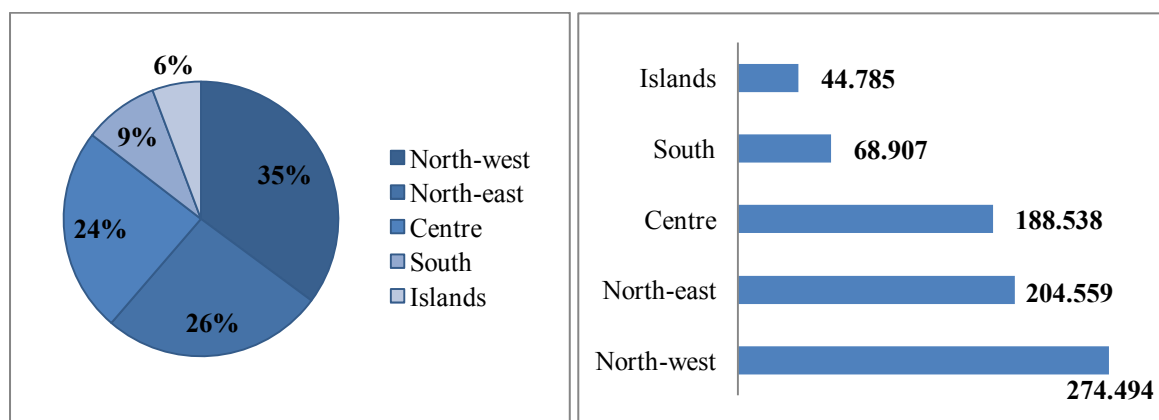 6%
9%
35%
24%
26%
North-west
North-east
Centre
South
Islands
Islands 44.785
South 68.907
Centre 188.538
North-east 204.559
North-west
274.494